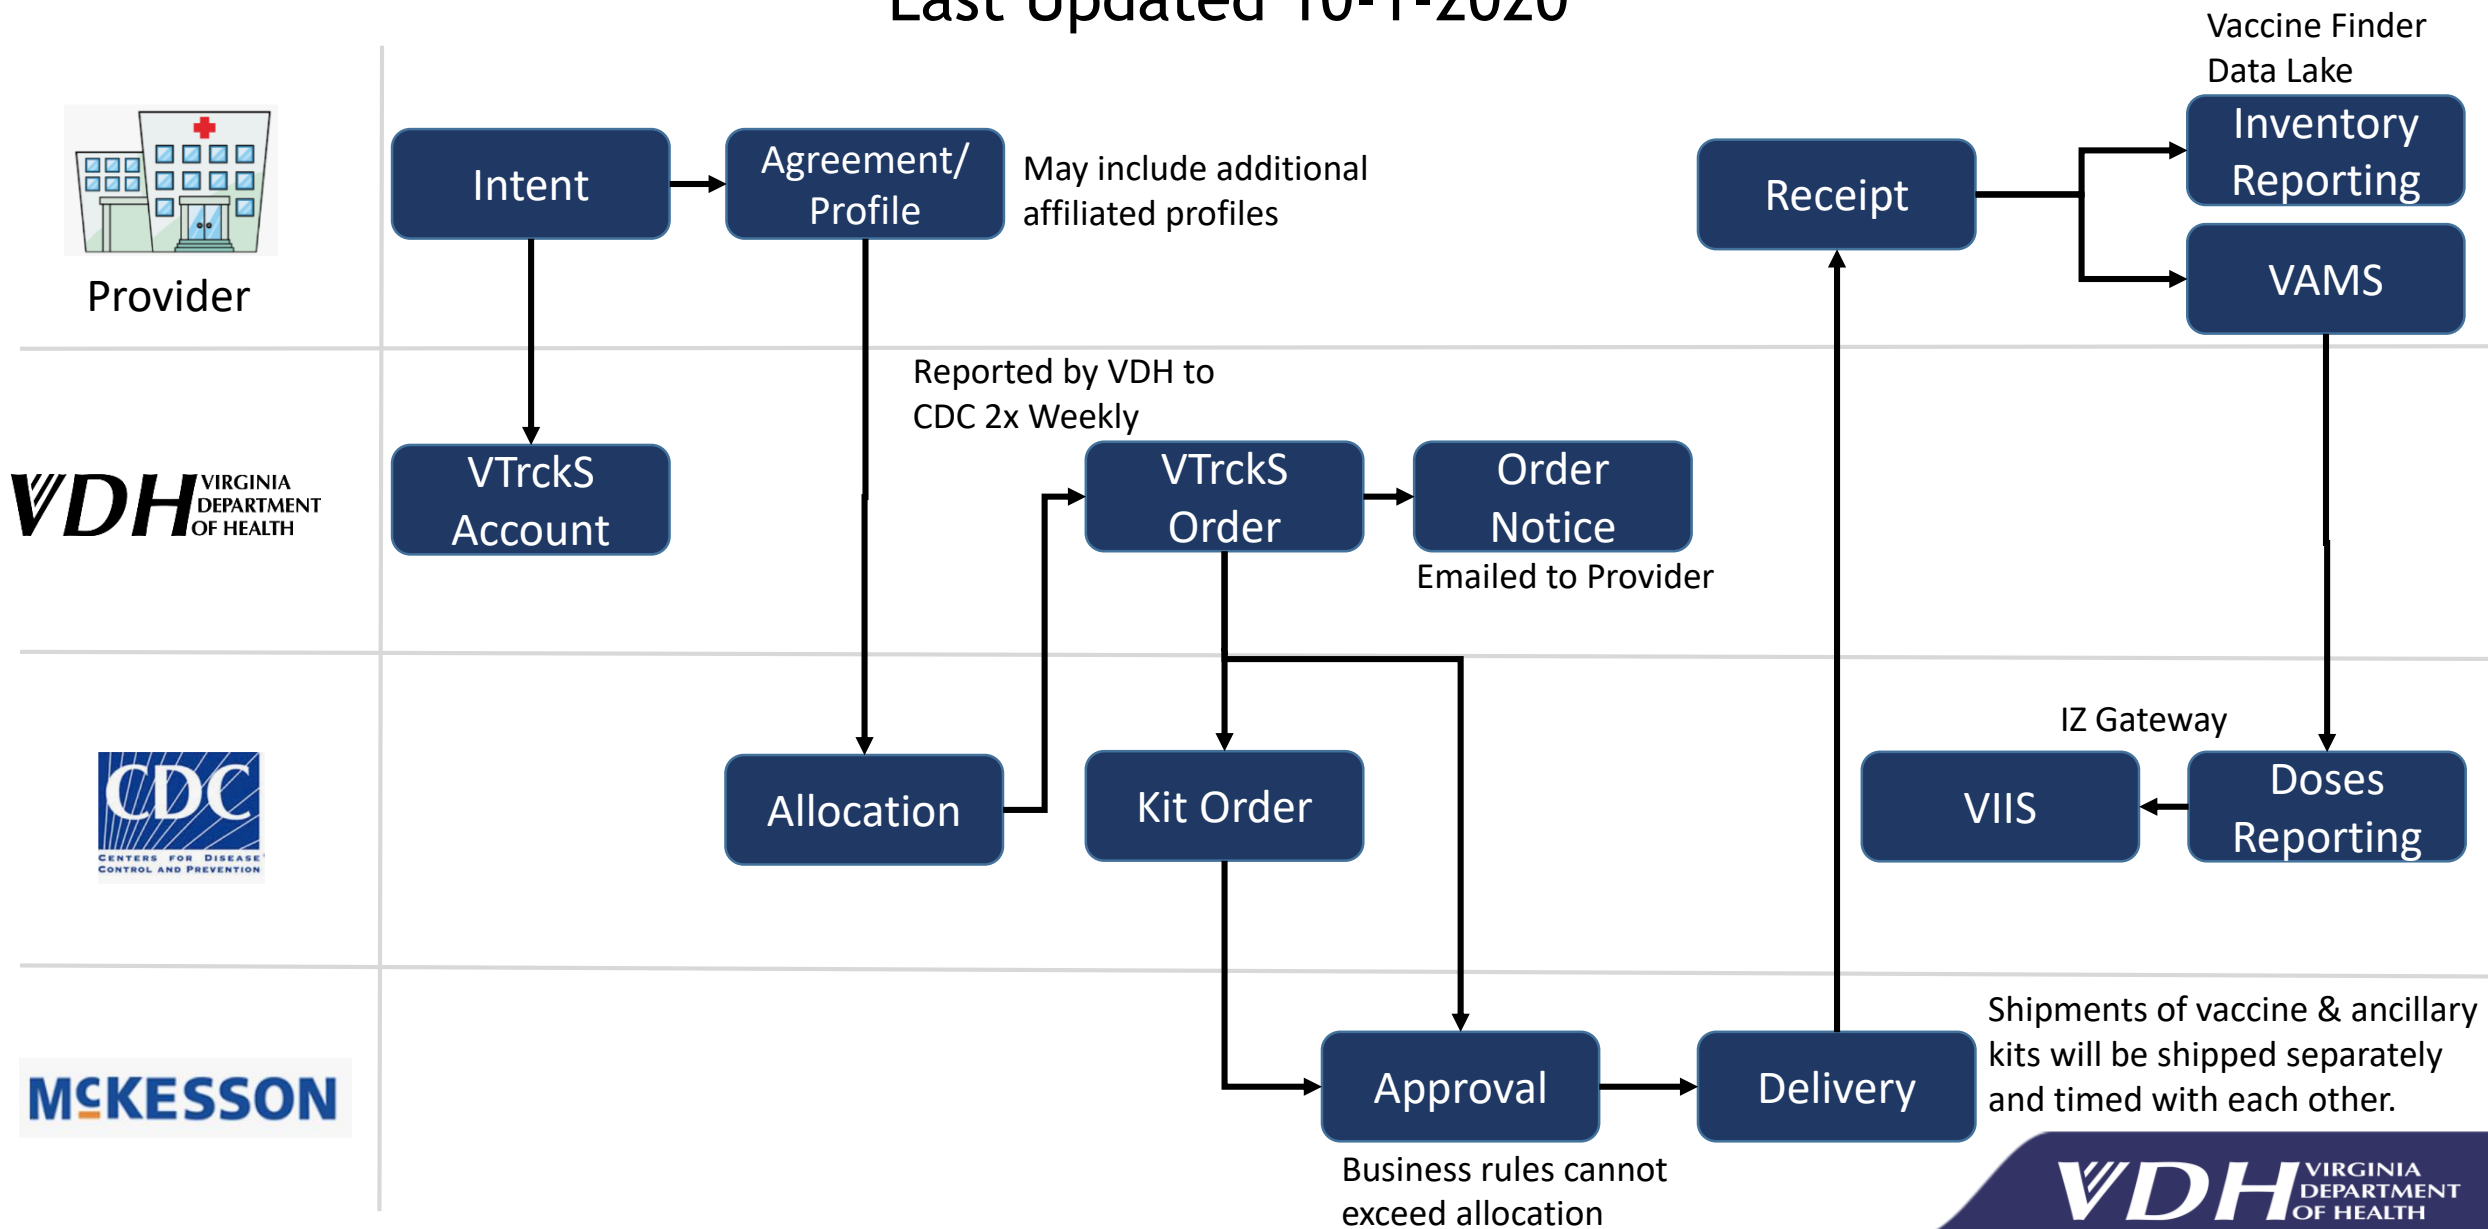 Last Updated 10-1-2020
Vaccine Finder
Data Lake
Provider
Intent
Agreement/
Profile
May include additional
affiliated profiles
Receipt
Inventory
Reporting
VAMS
VDH VIRGINIA
DEPARTMENT
OF HEALTH
VTrckS
Account
Reported by VDH to
CDC 2x Weekly
VTrckS
Order
Order
Notice
Emailed to Provider
CDC
CENTERS FOR DISEASE
CONTROL AND PREVENTION
Allocation
Kit Order
IZ Gateway
VIIS
Doses
Reporting
McKESSON
Approval
Business rules cannot
exceed allocation
Delivery
Shipments of vaccine & ancillary
kits will be shipped separately
and timed with each other.
VDH VIRGINIA
DEPARTMENT
OF HEALTH